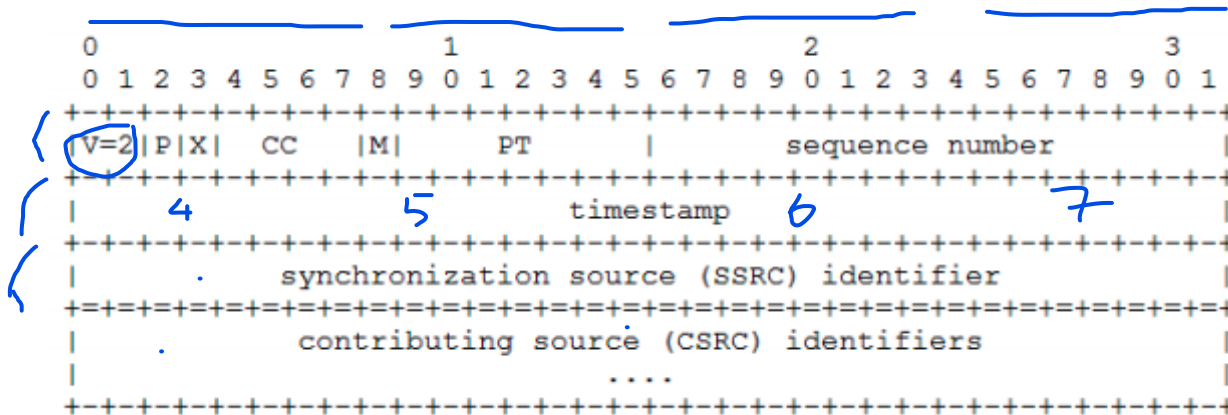 0 1 2 3
0 1 2 3 4 5 6 7 8 9 0 1 2 3 4 5 6 7 8 9 0 1 2 3 4 5 6 7 8 9 0 1
+-+-+-+-+-+-+-+-+-+-+-+-+-+-+-+-+-+-+-+-+-+-+-+-+-+-+-+-+-+-+-+-+
|V=2|P|X| CC |M| PT | sequence number |
+-+-+-+-+-+-+-+-+-+-+-+-+-+-+-+-+-+-+-+-+-+-+-+-+-+-+-+-+-+-+-+-+
| 4 5 timestamp 6 7 |
+-+-+-+-+-+-+-+-+-+-+-+-+-+-+-+-+-+-+-+-+-+-+-+-+-+-+-+-+-+-+-+-+
| synchronization source (SSRC) identifier |
+=+=+=+=+=+=+=+=+=+=+=+=+=+=+=+=+=+=+=+=+=+=+=+=+=+=+=+=+=+=+=+=+
| contributing source (CSRC) identifiers |
| .... |
+-+-+-+-+-+-+-+-+-+-+-+-+-+-+-+-+-+-+-+-+-+-+-+-+-+-+-+-+-+-+-+-+